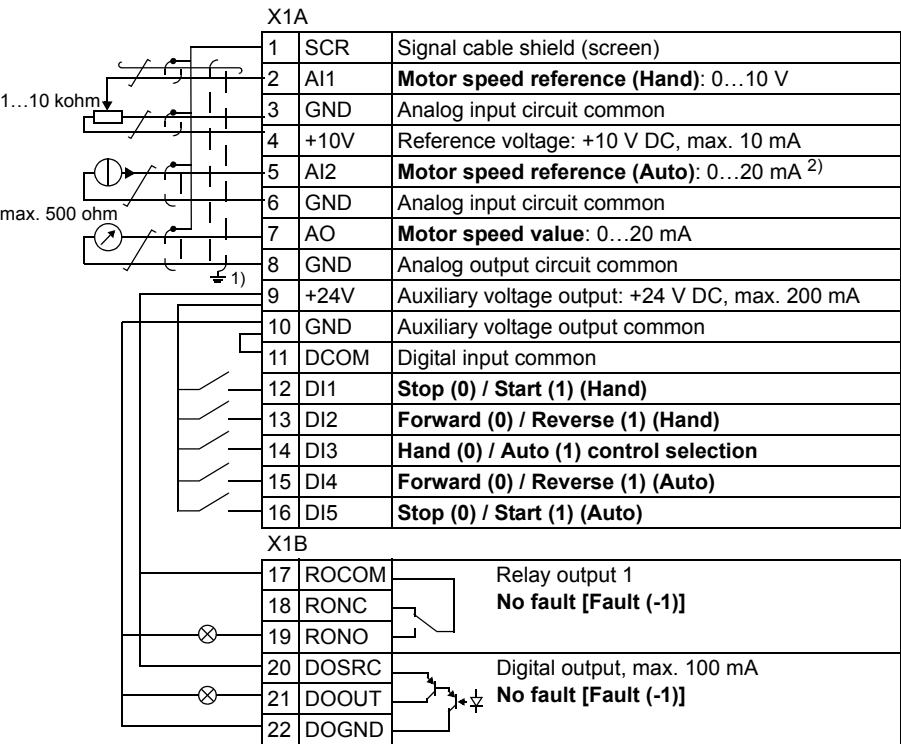 X1A
1 SCR Signal cable shield (screen)
2 AI1 Motor speed reference (Hand): 0…10 V
1…10 kohm
3 GND Analog input circuit common
4 +10V Reference voltage: +10 V DC, max. 10 mA
5 AI2 Motor speed reference (Auto): 0…20 mA 2)
6 GND Analog input circuit common
max. 500 ohm
7 AO Motor speed value: 0…20 mA
8 GND Analog output circuit common
1)
9 +24V Auxiliary voltage output: +24 V DC, max. 200 mA
10 GND Auxiliary voltage output common
11 DCOM Digital input common
12 DI1 Stop (0) / Start (1) (Hand)
13 DI2 Forward (0) / Reverse (1) (Hand)
14 DI3 Hand (0) / Auto (1) control selection
15 DI4 Forward (0) / Reverse (1) (Auto)
16 DI5 Stop (0) / Start (1) (Auto)
X1B
17 ROCOM Relay output 1
18 RONC No fault [Fault (-1)]
19 RONO
20 DOSRC Digital output, max. 100 mA
21 DOOUT No fault [Fault (-1)]
22 DOGND